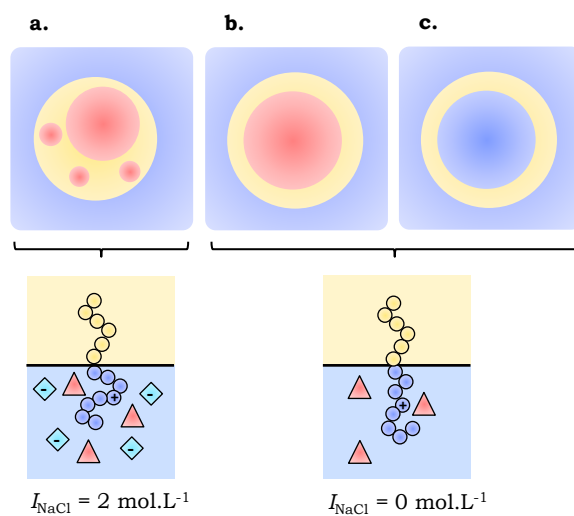 a. b. c.
- - + - -
+
I_NaCl = 2 mol.L⁻¹ I_NaCl = 0 mol.L⁻¹